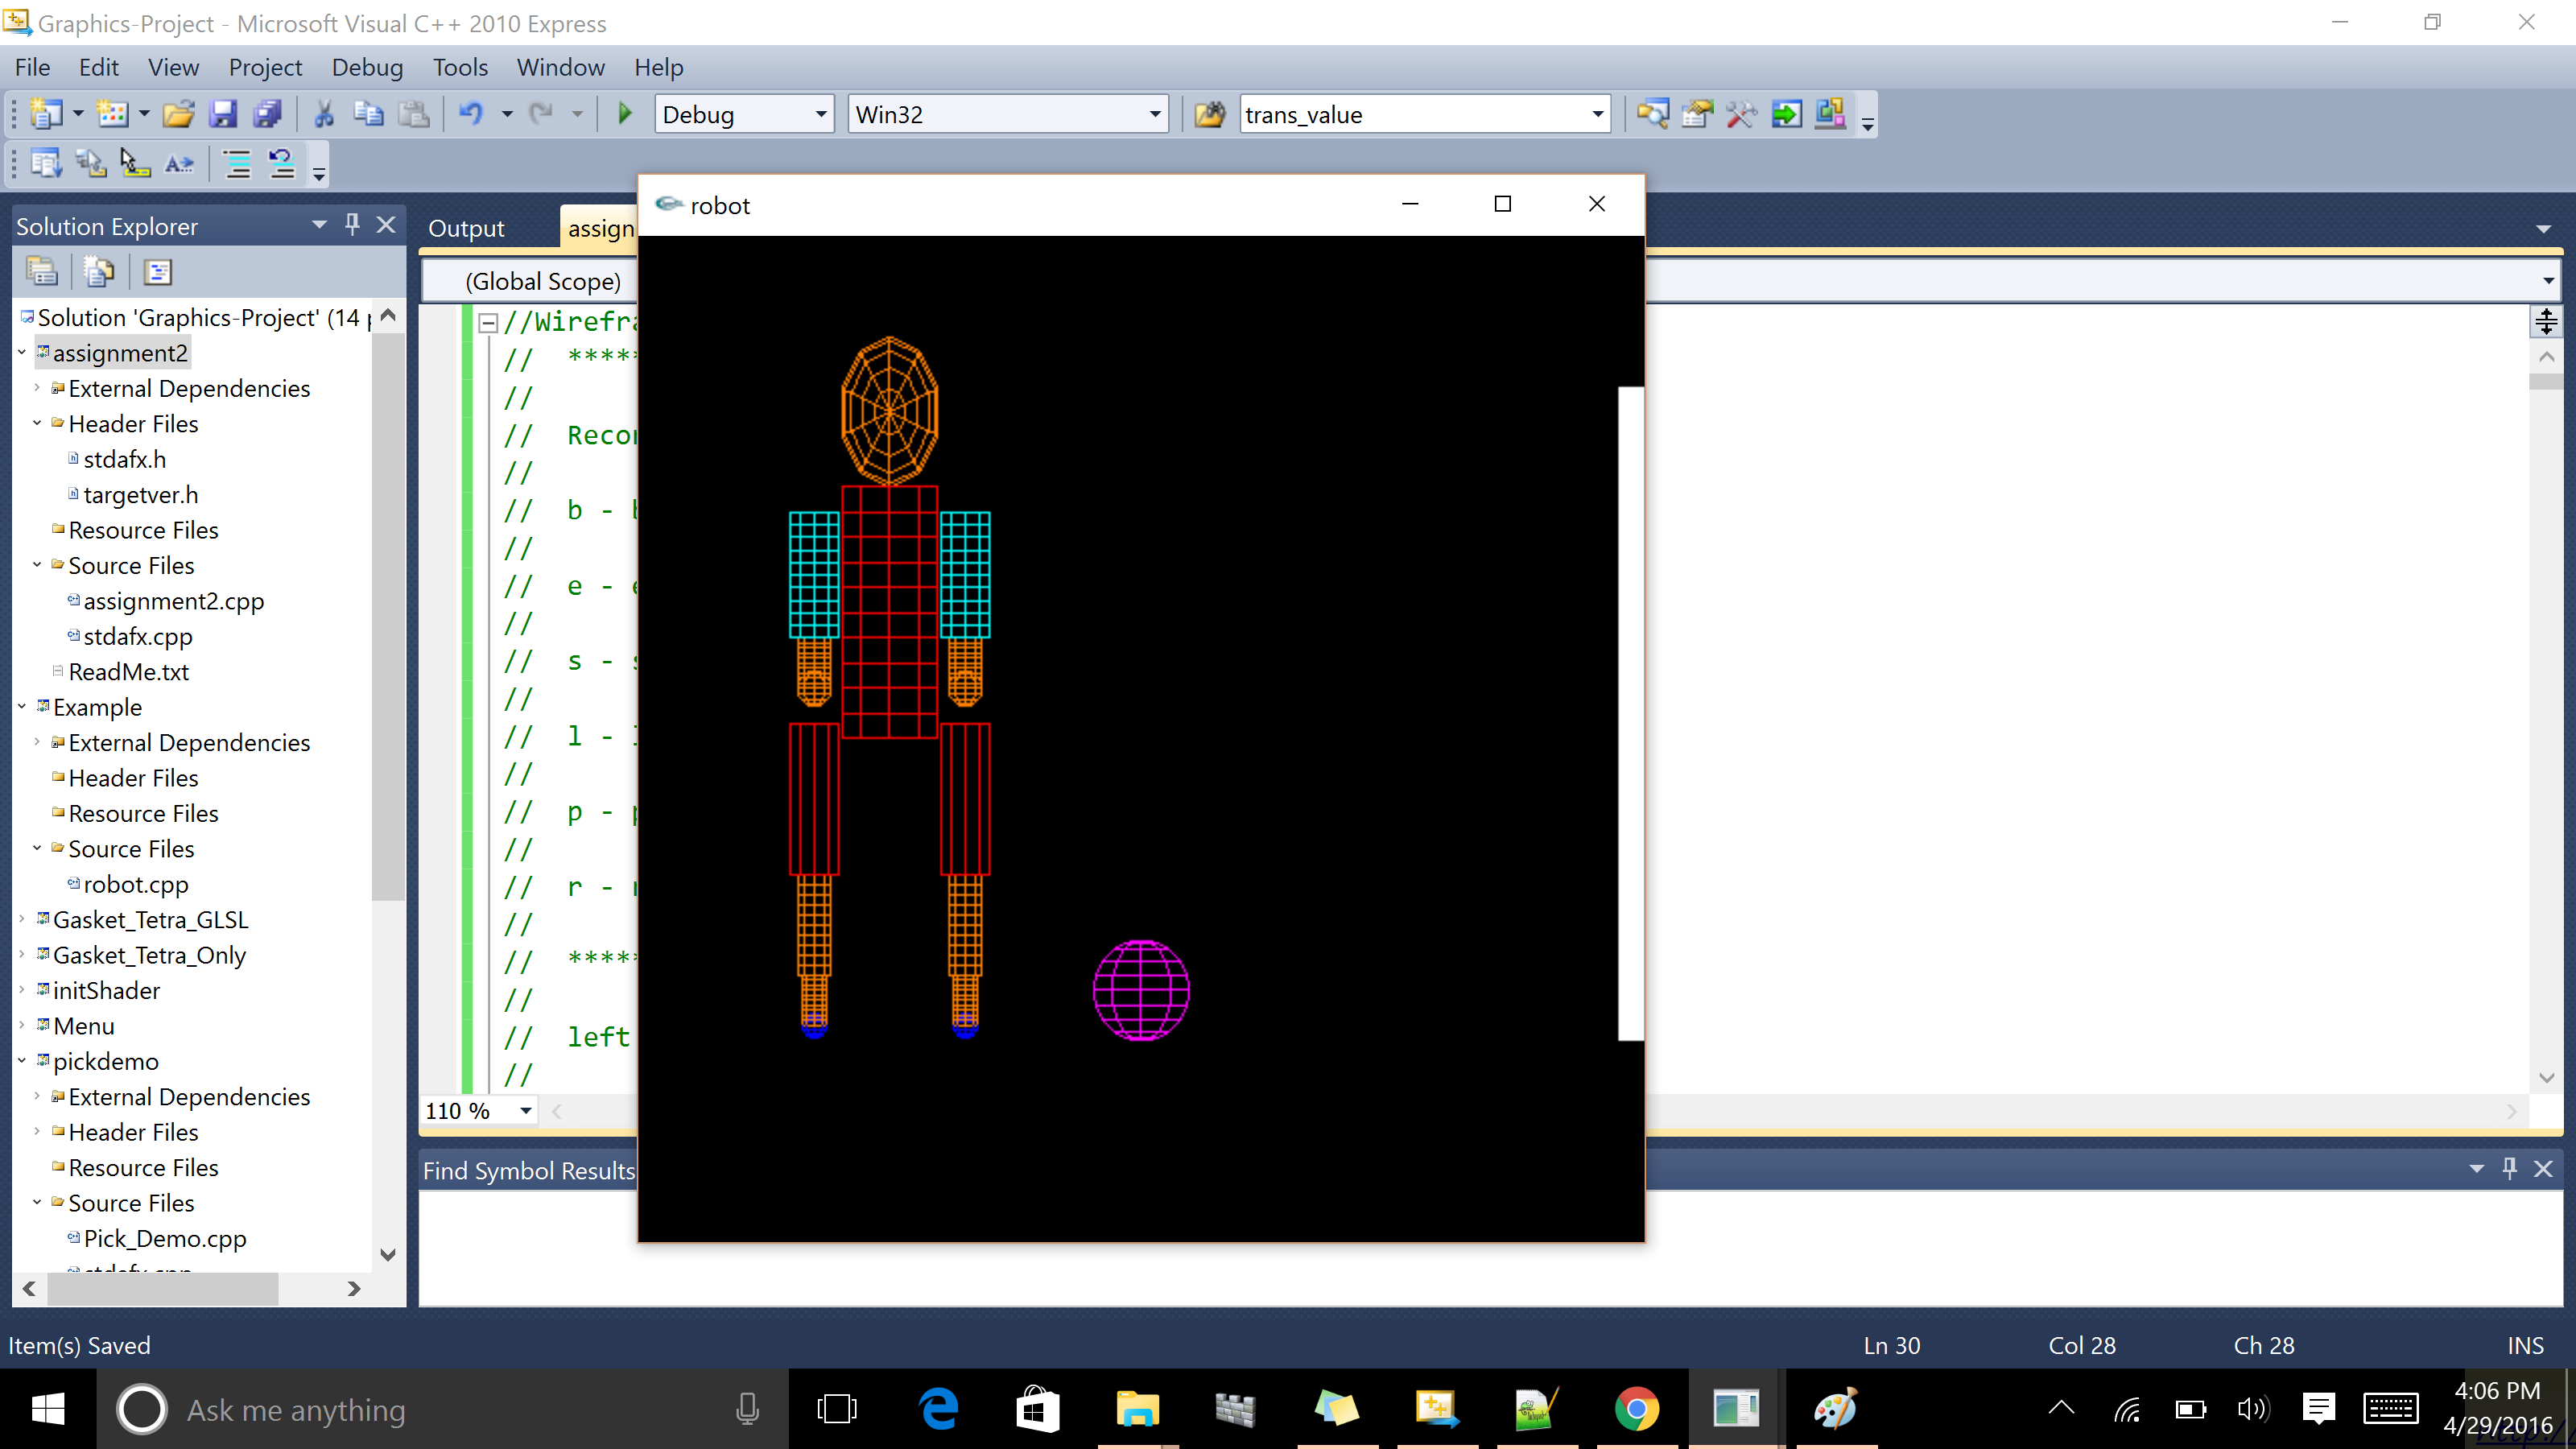 Graphics-Project - Microsoft Visual C++ 2010 Express
File Edit View Project Debug Tools Window Help
Debug Win32 trans_value
Solution Explorer
Solution 'Graphics-Project' (14 p
assignment2
External Dependencies
Header Files
stdafx.h
targetver.h
Resource Files
Source Files
assignment2.cpp
stdafx.cpp
ReadMe.txt
Example
External Dependencies
Header Files
Resource Files
Source Files
robot.cpp
Gasket_Tetra_GLSL
Gasket_Tetra_Only
initShader
Menu
pickdemo
External Dependencies
Header Files
Resource Files
Source Files
Pick_Demo.cpp
stdafx.cpp
Output assign
(Global Scope)
//Wirefra
// *****
//
// Recor
//
// b - b
//
// e - e
//
// s - s
//
// l - l
//
// p - p
//
// r - r
//
// *****
//
// left
//
110 %
robot
Find Symbol Results
Item(s) Saved Ln 30 Col 28 Ch 28 INS
Ask me anything
4:06 PM
4/29/2016